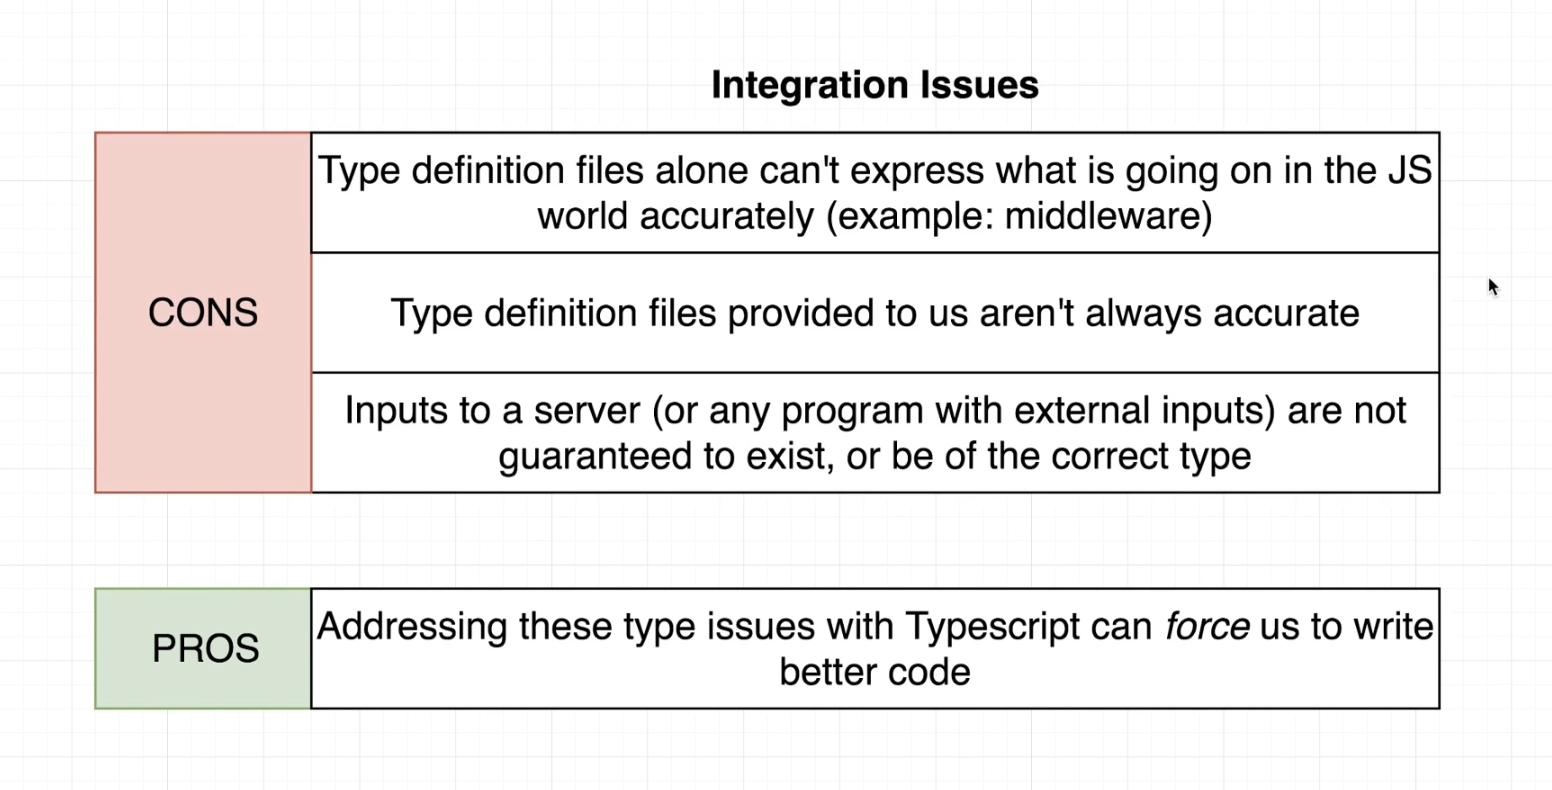 Integration Issues
CONS
Type definition files alone can't express what is going on in the JS
world accurately (example: middleware)
Type definition files provided to us aren't always accurate
Inputs to a server (or any program with external inputs) are not
guaranteed to exist, or be of the correct type
PROS
Addressing these type issues with Typescript can force us to write
better code